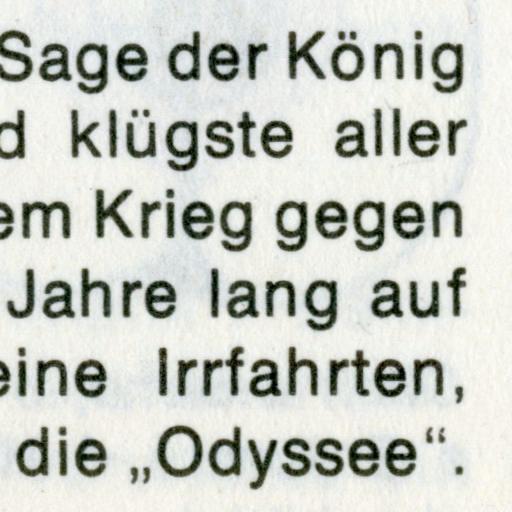 Sage der König
d klügste aller
em Krieg gegen
Jahre lang auf
eine Irrfahrten,
die „Odyssee“.